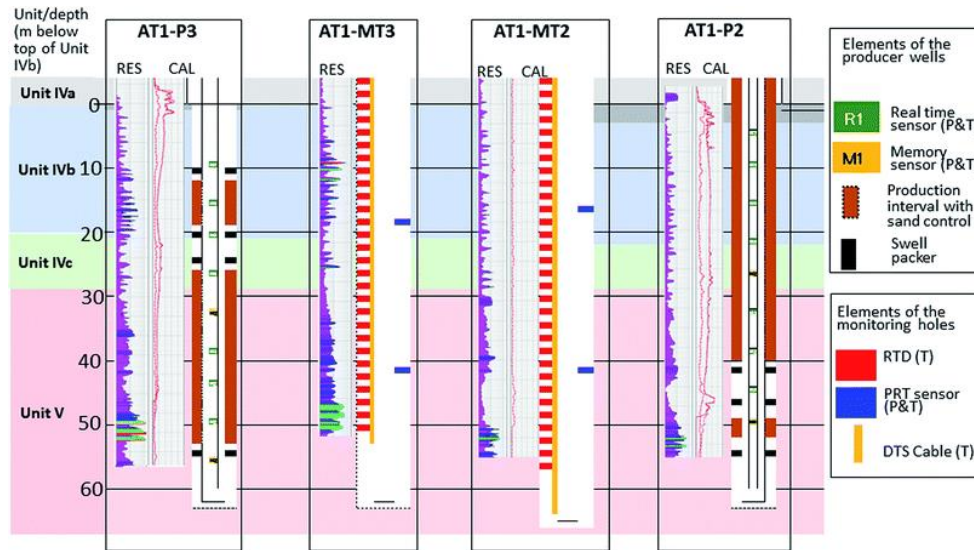 Unit/depth
(m below
top of Unit
IVb)
AT1-P3
AT1-MT3
AT1-MT2
AT1-P2
RES CAL
RES
RES CAL
RES CAL
Unit IVa
0
10
Unit IVb
20
Unit IVc
30
40
Unit V
50
60
Elements of the
producer wells
R1
Real time
sensor (P&T
M1
Memory
sensor (P&T
Production
interval with
sand control
Swell
packer
Elements of the
monitoring holes
RTD (T)
PRT sensor
(P&T)
DTS Cable (T)